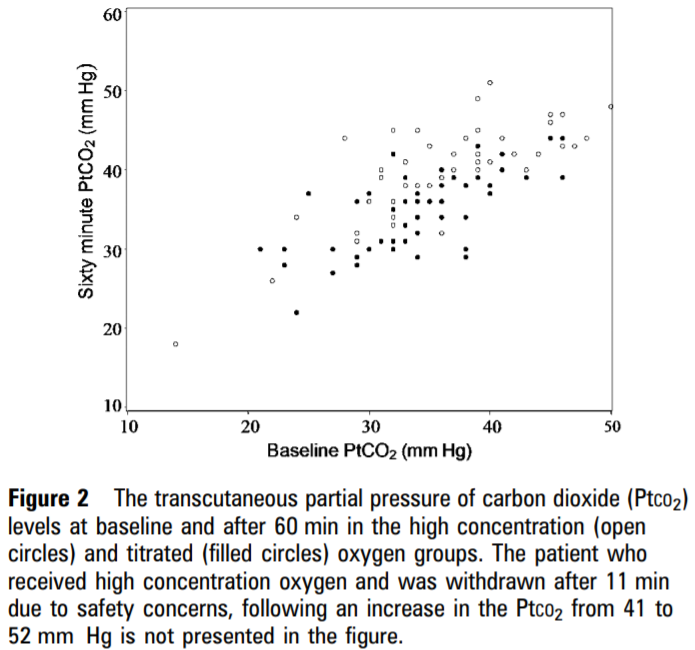 60
50
40
30
20
10
Sixty minute PtCO₂ (mm Hg)
10 20 30 40 50
Baseline PtCO₂ (mm Hg)
Figure 2 The transcutaneous partial pressure of carbon dioxide (Ptco₂)
levels at baseline and after 60 min in the high concentration (open
circles) and titrated (filled circles) oxygen groups. The patient who
received high concentration oxygen and was withdrawn after 11 min
due to safety concerns, following an increase in the Ptco₂ from 41 to
52 mm Hg is not presented in the figure.